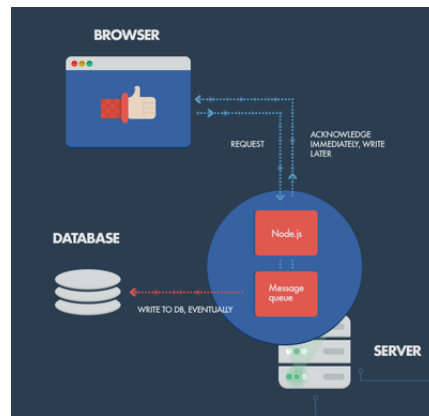 BROWSER
REQUEST
ACKNOWLEDGE
IMMEDIATELY, WRITE
LATER
Node.js
DATABASE
Message
queue
WRITE TO DB, EVENTUALLY
SERVER